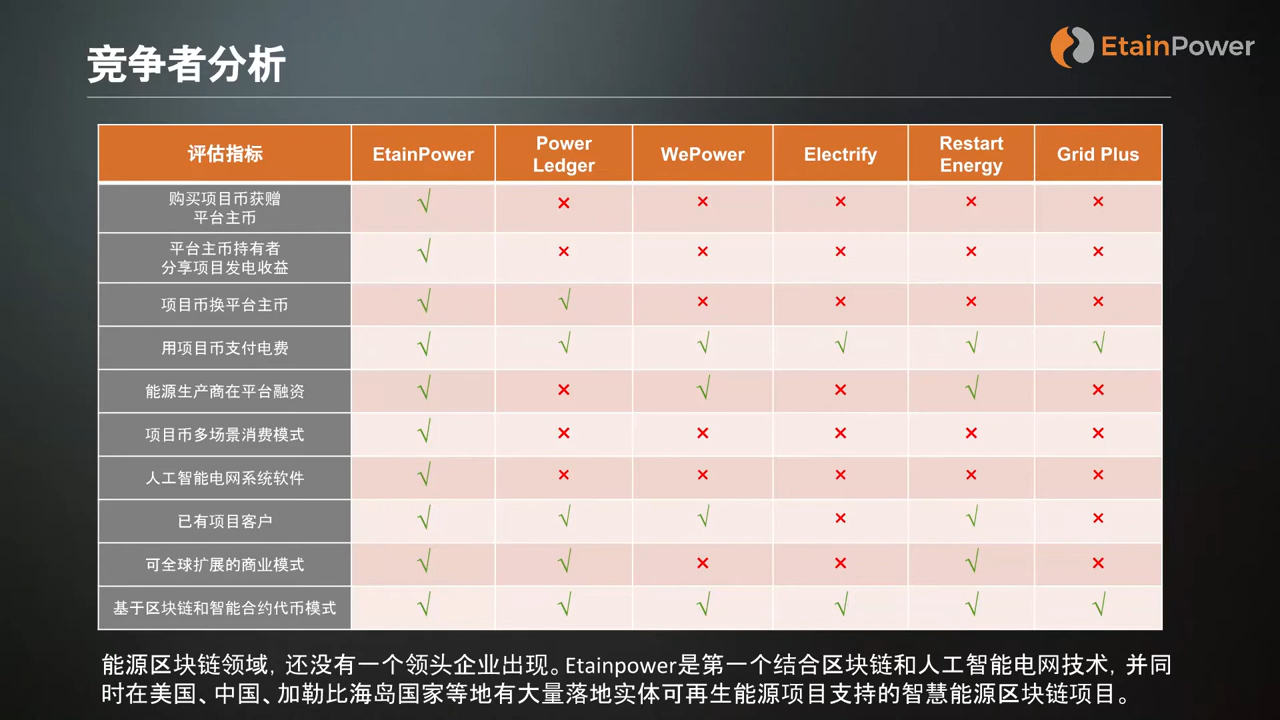 竞争者分析
EtainPower
评估指标 EtainPower Power Ledger WePower Electrify Restart Energy Grid Plus
购买项目币获赠
平台主币 √ × × × × ×
平台主币持有者
分享项目发电收益 √ × × × × ×
项目币换平台主币 √ √ × × × ×
用项目币支付电费 √ √ √ √ √ √
能源生产商在平台融资 √ × √ × √ ×
项目币多场景消费模式 √ × × × × ×
人工智能电网系统软件 √ × × × × ×
已有项目客户 √ √ √ × √ ×
可全球扩展的商业模式 √ √ × × √ ×
基于区块链和智能合约代币模式 √ √ √ √ √ √
能源区块链领域，还没有一个领头企业出现。Etainpower是第一个结合区块链和人工智能电网技术，并同
时在美国、中国、加勒比海岛国家等地有大量落地实体可再生能源项目支持的智慧能源区块链项目。